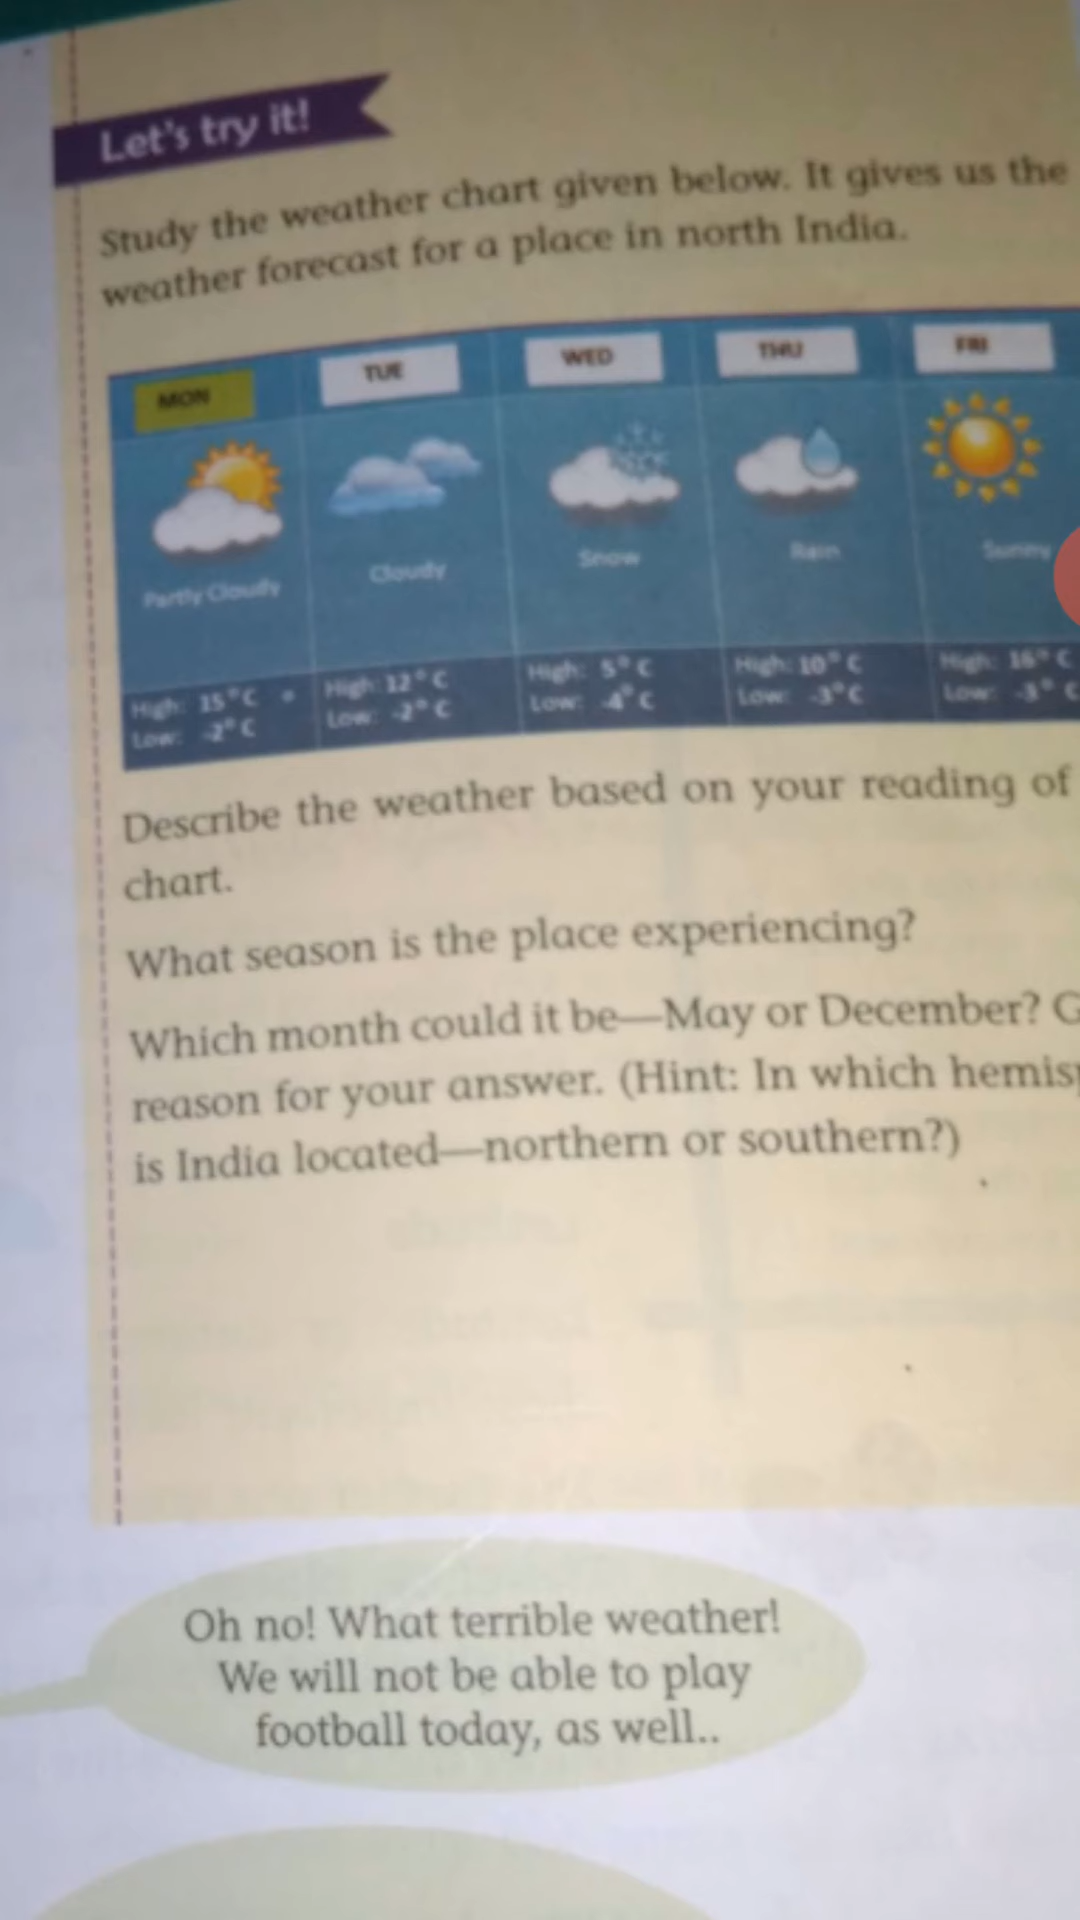 Let's try it!
Study the weather chart given below. It gives us the
weather forecast for a place in north India.
MON TUE WED THU FRI
Partly Cloudy Cloudy Snow Rain Sunny
High: 15°C High: 12°C High: 5°C High: 10°C High: 16°C
Low: -2°C Low: -2°C Low: -4°C Low: -3°C Low: -3°C
Describe the weather based on your reading of
chart.
What season is the place experiencing?
Which month could it be—May or December? G
reason for your answer. (Hint: In which hemisp
is India located—northern or southern?)
Oh no! What terrible weather!
We will not be able to play
football today, as well..